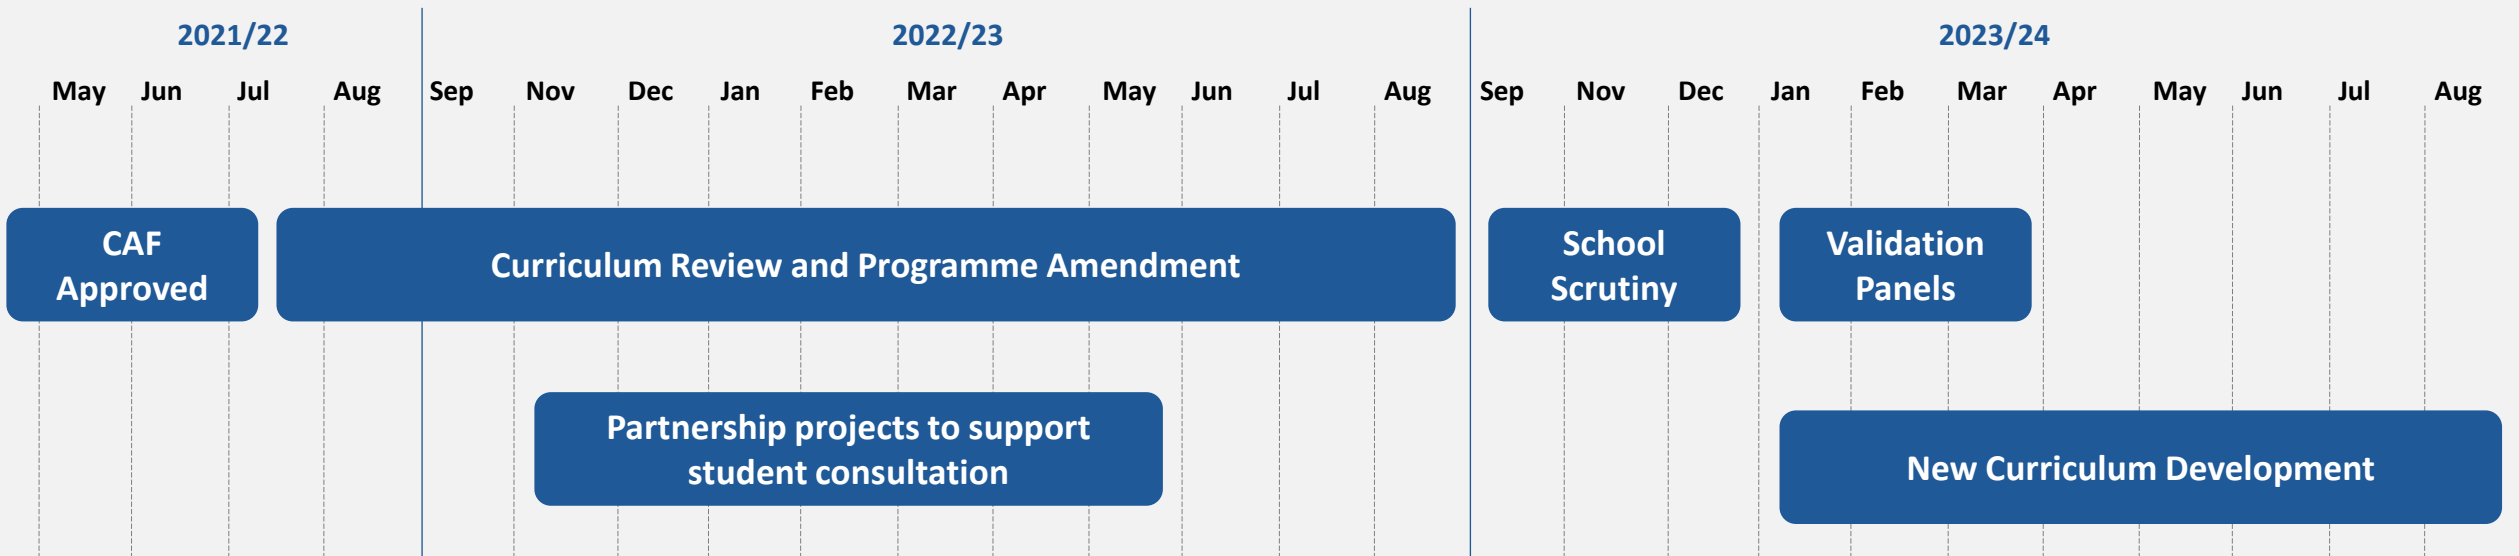 2021/22 2022/23 2023/24
May Jun Jul Aug Sep Nov Dec Jan Feb Mar Apr May Jun Jul Aug Sep Nov Dec Jan Feb Mar Apr May Jun Jul Aug
CAF
Approved
Curriculum Review and Programme Amendment
School
Scrutiny
Validation
Panels
Partnership projects to support
student consultation
New Curriculum Development